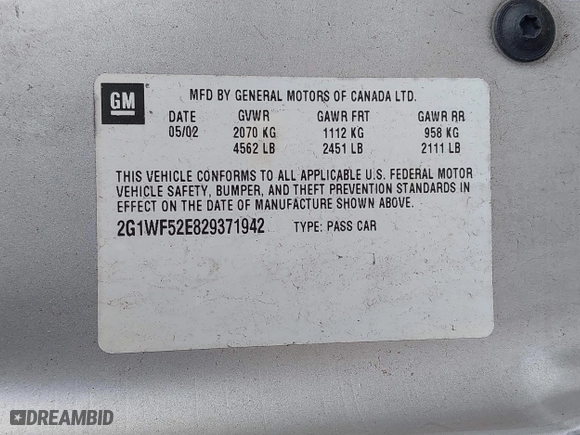 GM
MFD BY GENERAL MOTORS OF CANADA LTD.
DATE GVWR GAWR FRT GAWR RR
05/02 2070 KG 1112 KG 958 KG
4562 LB 2451 LB 2111 LB
THIS VEHICLE CONFORMS TO ALL APPLICABLE U.S. FEDERAL MOTOR
VEHICLE SAFETY, BUMPER, AND THEFT PREVENTION STANDARDS IN
EFFECT ON THE DATE OF MANUFACTURE SHOWN ABOVE.
2G1WF52E829371942 TYPE: PASS CAR
DREAMBID